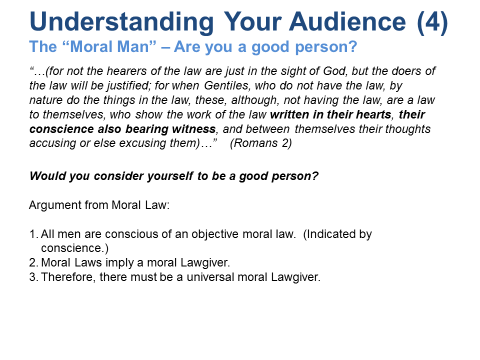 Understanding Your Audience (4)
The “Moral Man” – Are you a good person?
“…(for not the hearers of the law are just in the sight of God, but the doers of
the law will be justified; for when Gentiles, who do not have the law, by
nature do the things in the law, these, although, not having the law, are a law
to themselves, who show the work of the law written in their hearts, their
conscience also bearing witness, and between themselves their thoughts
accusing or else excusing them)…” (Romans 2)
Would you consider yourself to be a good person?
Argument from Moral Law:
1. All men are conscious of an objective moral law. (Indicated by
conscience.)
2. Moral Laws imply a moral Lawgiver.
3. Therefore, there must be a universal moral Lawgiver.